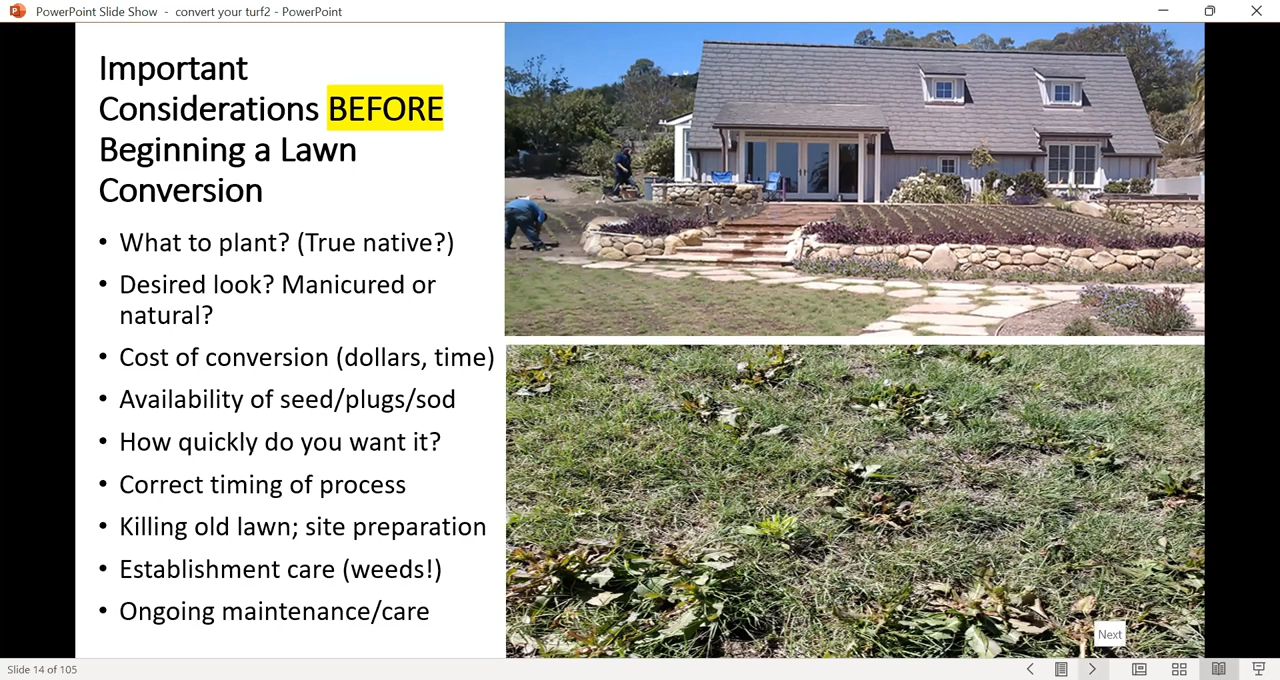 PowerPoint Slide Show - convert your turf2 - PowerPoint
Important
Considerations BEFORE
Beginning a Lawn
Conversion
• What to plant? (True native?)
• Desired look? Manicured or
natural?
• Cost of conversion (dollars, time)
• Availability of seed/plugs/sod
• How quickly do you want it?
• Correct timing of process
• Killing old lawn; site preparation
• Establishment care (weeds!)
• Ongoing maintenance/care
Next
Slide 14 of 105